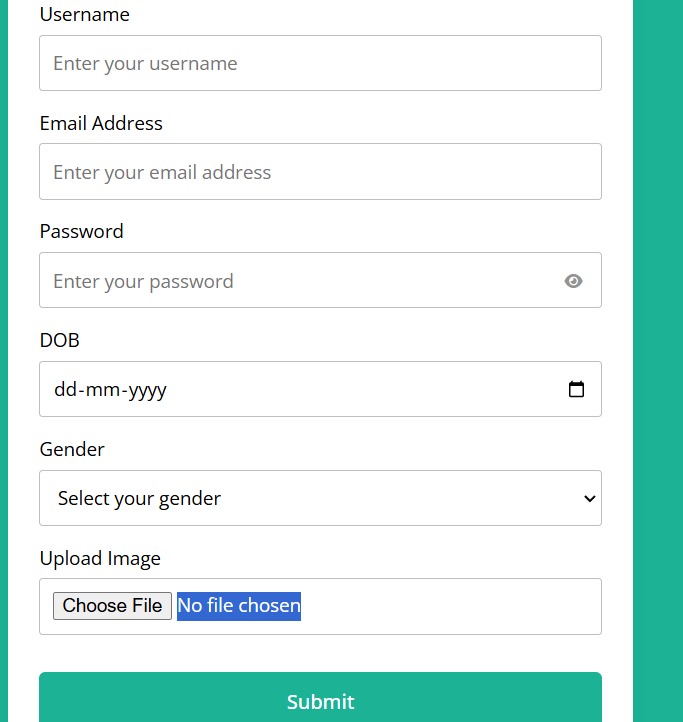 Username
Enter your username
Email Address
Enter your email address
Password
Enter your password
DOB
dd-mm-yyyy
Gender
Select your gender
Upload Image
Choose File No file chosen
Submit